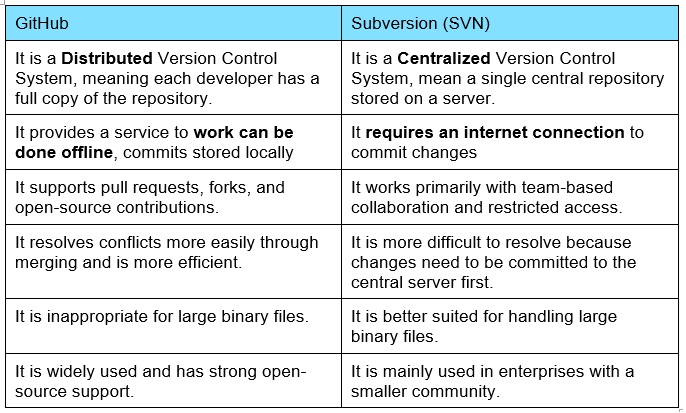 GitHub
Subversion (SVN)
It is a Distributed Version Control
System, meaning each developer has a
full copy of the repository.
It is a Centralized Version Control
System, mean a single central repository
stored on a server.
It provides a service to work can be
done offline, commits stored locally
It requires an internet connection to
commit changes
It supports pull requests, forks, and
open-source contributions.
It works primarily with team-based
collaboration and restricted access.
It resolves conflicts more easily through
merging and is more efficient.
It is more difficult to resolve because
changes need to be committed to the
central server first.
It is inappropriate for large binary files.
It is better suited for handling large
binary files.
It is widely used and has strong open-
source support.
It is mainly used in enterprises with a
smaller community.